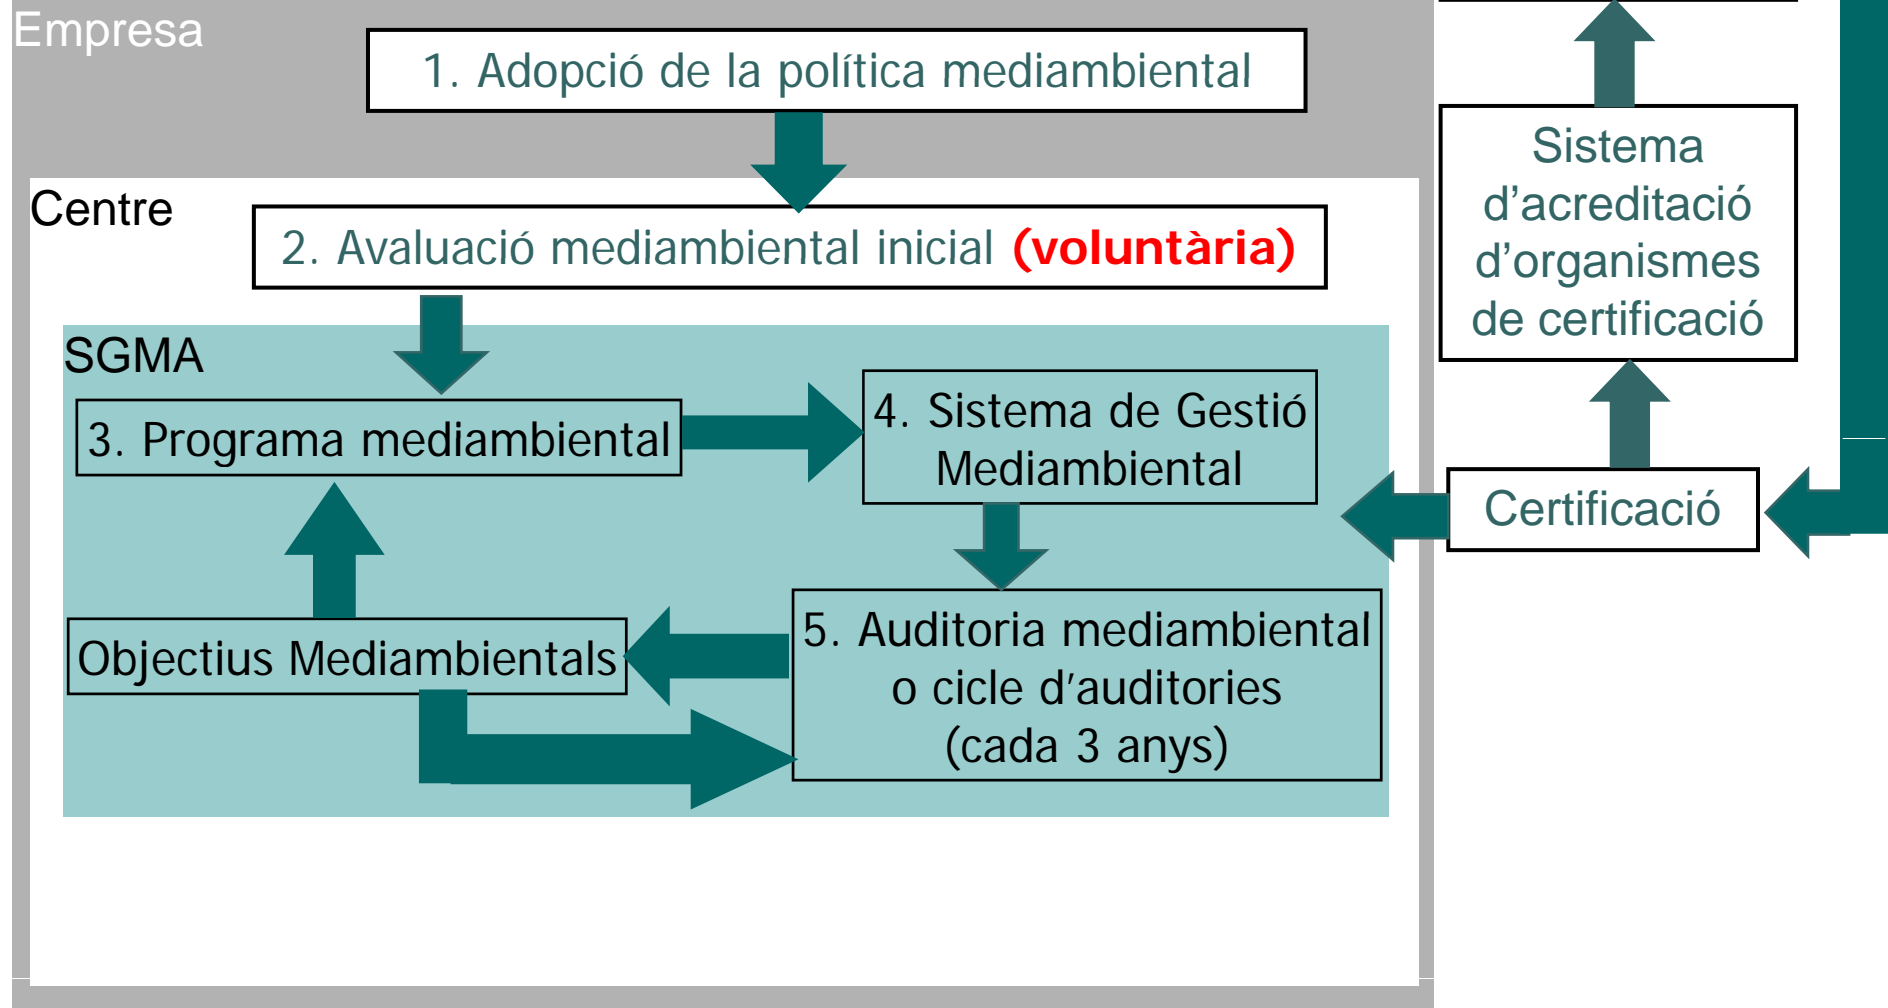 Empresa
1. Adopció de la política mediambiental
Centre
2. Avaluació mediambiental inicial (voluntària)
SGMA
3. Programa mediambiental
4. Sistema de Gestió
Mediambiental
Objectius Mediambientals
5. Auditoria mediambiental
o cicle d'auditories
(cada 3 anys)
Sistema
d'acreditació
d'organismes
de certificació
Certificació